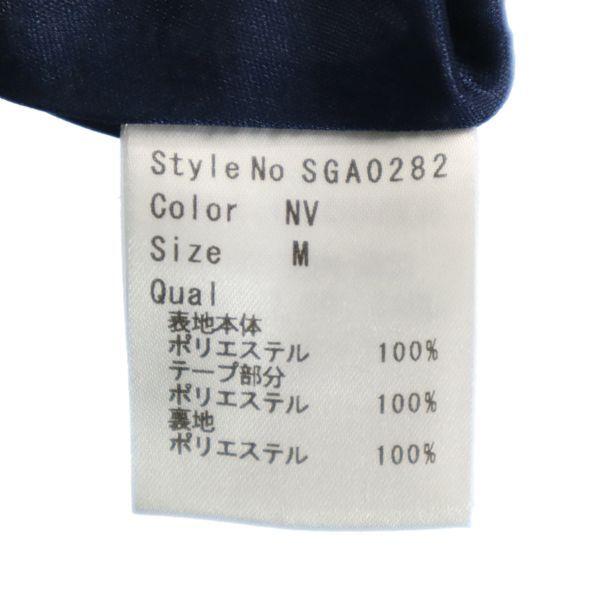 Style No SGA0282
Color NV
Size M
Qual
表地本体
ポリエステル 100%
テープ部分
ポリエステル 100%
裏地
ポリエステル 100%